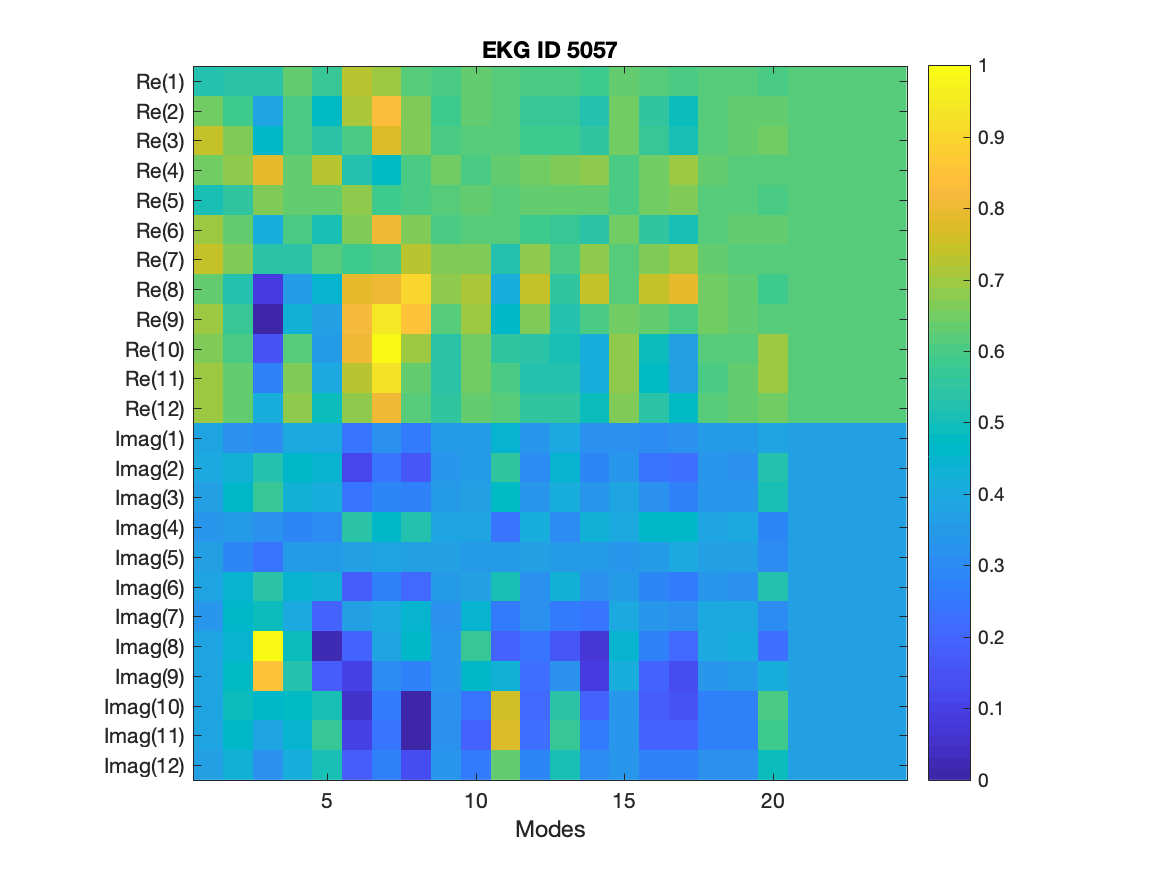 EKG ID 5057
Re(1)
Re(2)
Re(3)
Re(4)
Re(5)
Re(6)
Re(7)
Re(8)
Re(9)
Re(10)
Re(11)
Re(12)
Imag(1)
Imag(2)
Imag(3)
Imag(4)
Imag(5)
Imag(6)
Imag(7)
Imag(8)
Imag(9)
Imag(10)
Imag(11)
Imag(12)
5 10 15 20
Modes
1
0.9
0.8
0.7
0.6
0.5
0.4
0.3
0.2
0.1
0